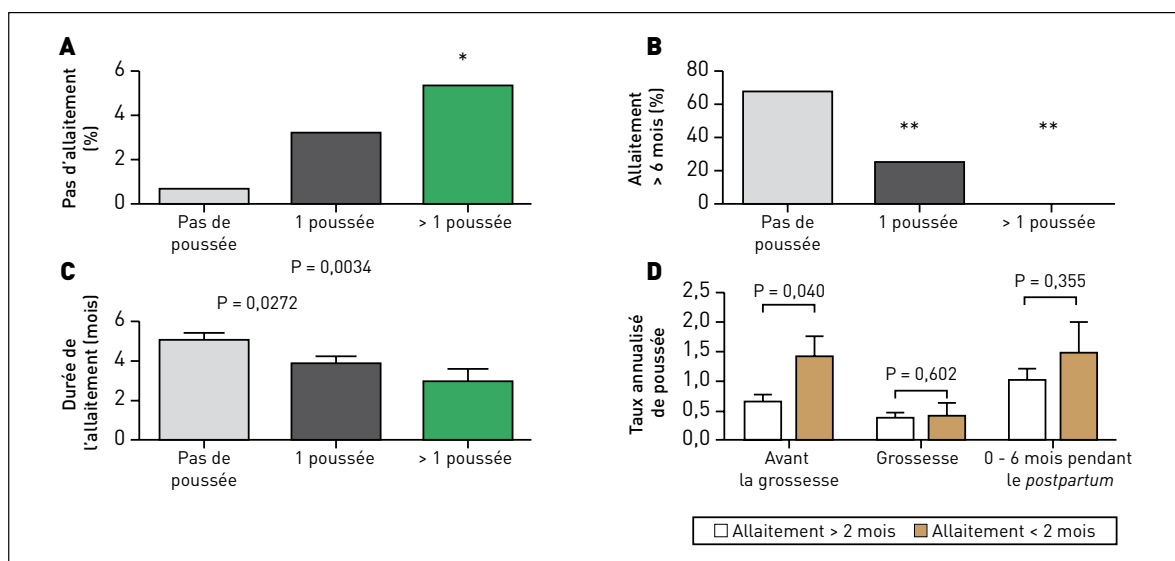 A
Pas d'allaitement
(%)
6
4
2
0
*
Pas de
poussée
1 poussée
> 1 poussée
B
Allaitement
> 6 mois (%)
80
60
40
20
0
**
**
Pas de
poussée
1 poussée
> 1 poussée
C
P = 0,0034
P = 0,0272
Durée de
l'allaitement (mois)
6
4
2
0
Pas de
poussée
1 poussée
> 1 poussée
D
Taux annualisé
de poussée
2,5
2,0
1,5
1,0
0,5
0,0
P = 0,040
P = 0,602
P = 0,355
Avant
la grossesse
Grossesse
0 - 6 mois pendant
le postpartum
Allaitement > 2 mois
Allaitement < 2 mois